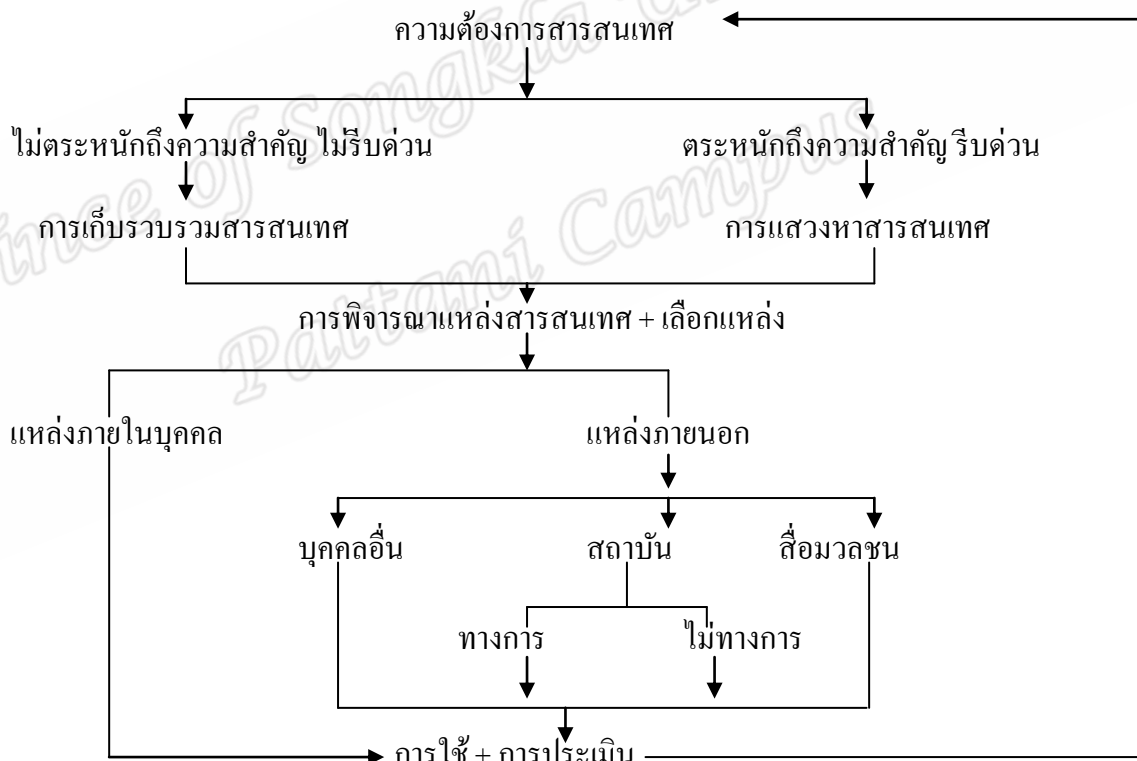 ความต้องการสารสนเทศ
ไม่ตระหนักถึงความสำคัญ ไม่รีบด่วน
ตระหนักถึงความสำคัญ รีบด่วน
การเก็บรวบรวมสารสนเทศ
การแสวงหาสารสนเทศ
การพิจารณาแหล่งสารสนเทศ + เลือกแหล่ง
แหล่งภายในบุคคล
แหล่งภายนอก
บุคคลอื่น
สถาบัน
สื่อมวลชน
ทางการ
ไม่ทางการ
การใช้ + การประเมิน
of Songkla
Pattani Campus